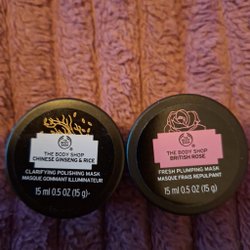 THE BODY SHOP
CHINESE GINSENG & RICE
CLARIFYING POLISHING MASK
MASQUE GOMMANT ILLUMINATEUR
15 ml 0.5 OZ (15 g)
THE BODY SHOP
BRITISH ROSE
FRESH PLUMPING MASK
MASQUE FRAIS REPULPANT
15 ml 0.5 OZ (15 g)